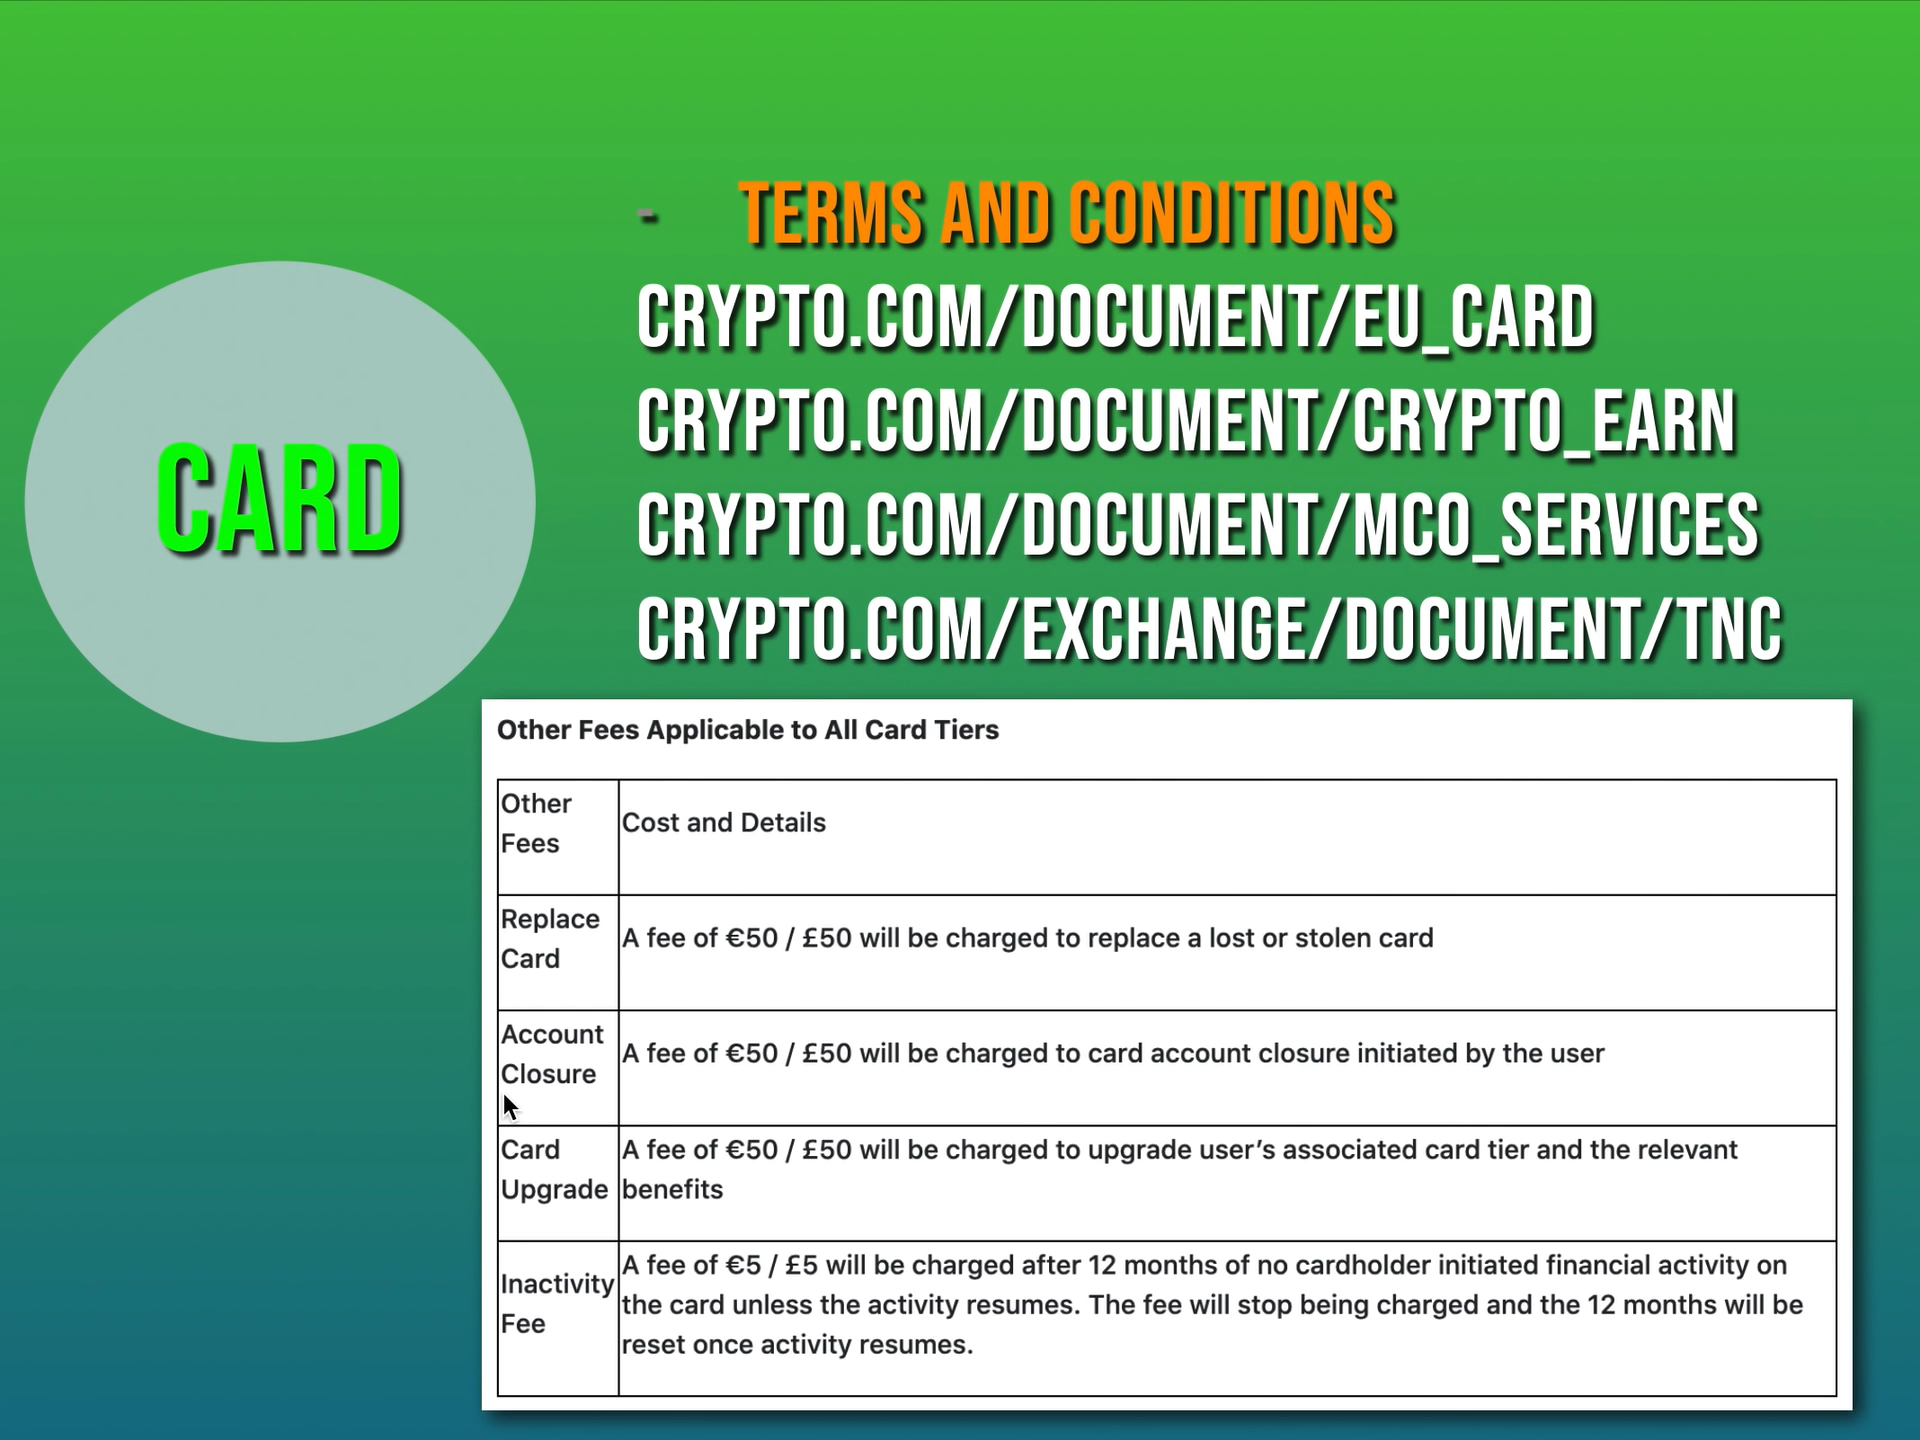 - TERMS AND CONDITIONS
CRYPTO.COM/DOCUMENT/EU_CARD
CRYPTO.COM/DOCUMENT/CRYPTO_EARN
CRYPTO.COM/DOCUMENT/MCO_SERVICES
CRYPTO.COM/EXCHANGE/DOCUMENT/TNC
CARD
Other Fees Applicable to All Card Tiers
Other
Fees
Cost and Details
Replace
Card
A fee of €50 / £50 will be charged to replace a lost or stolen card
Account
Closure
A fee of €50 / £50 will be charged to card account closure initiated by the user
Card
Upgrade
A fee of €50 / £50 will be charged to upgrade user’s associated card tier and the relevant
benefits
Inactivity
Fee
A fee of €5 / £5 will be charged after 12 months of no cardholder initiated financial activity on
the card unless the activity resumes. The fee will stop being charged and the 12 months will be
reset once activity resumes.